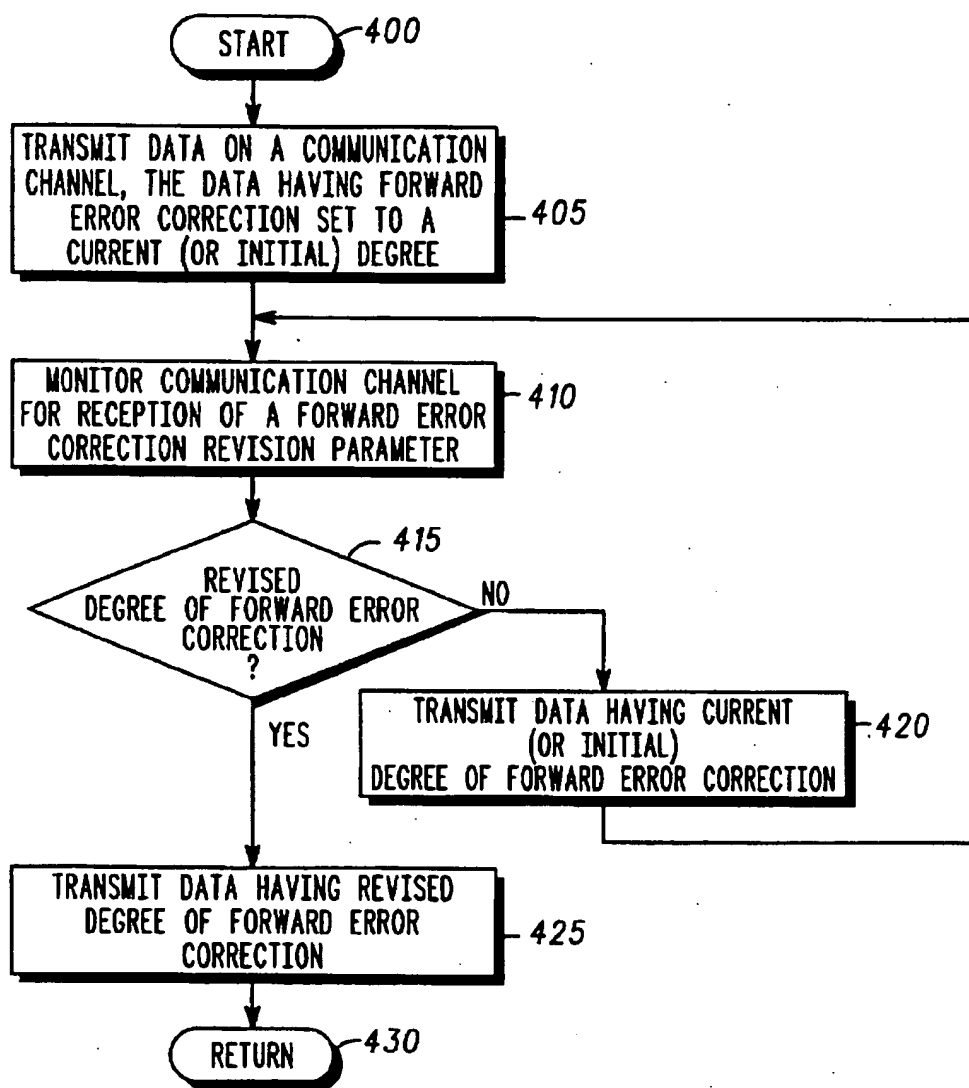 START
400
TRANSMIT DATA ON A COMMUNICATION
CHANNEL, THE DATA HAVING FORWARD
ERROR CORRECTION SET TO A
CURRENT (OR INITIAL) DEGREE
405
MONITOR COMMUNICATION CHANNEL
FOR RECEPTION OF A FORWARD ERROR
CORRECTION REVISION PARAMETER
410
415
REVISED
DEGREE OF FORWARD ERROR
CORRECTION
?
NO
YES
TRANSMIT DATA HAVING CURRENT
(OR INITIAL)
DEGREE OF FORWARD ERROR CORRECTION
420
TRANSMIT DATA HAVING REVISED
DEGREE OF FORWARD ERROR
CORRECTION
425
RETURN
430